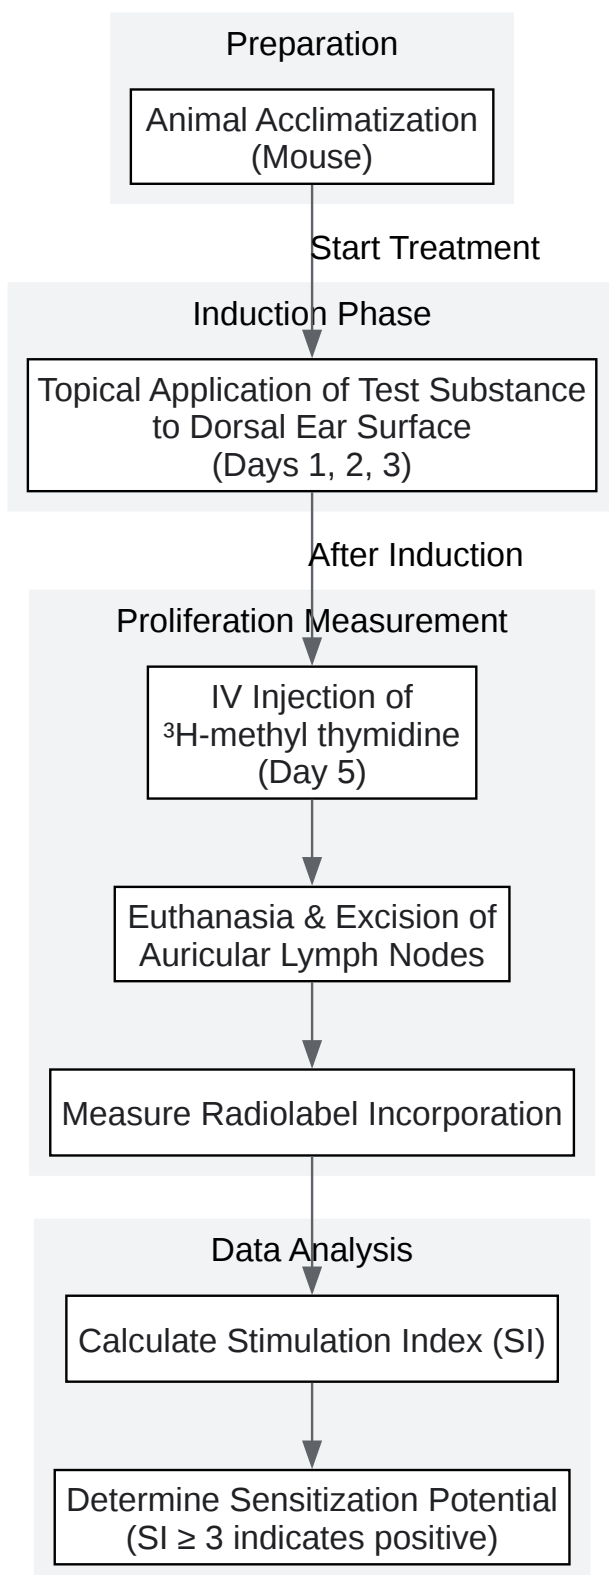 Preparation
Animal Acclimatization
(Mouse)
Start Treatment
Induction Phase
Topical Application of Test Substance
to Dorsal Ear Surface
(Days 1, 2, 3)
After Induction
Proliferation Measurement
IV Injection of
³H-methyl thymidine
(Day 5)
Euthanasia & Excision of
Auricular Lymph Nodes
Measure Radiolabel Incorporation
Data Analysis
Calculate Stimulation Index (SI)
Determine Sensitization Potential
(SI ≥ 3 indicates positive)